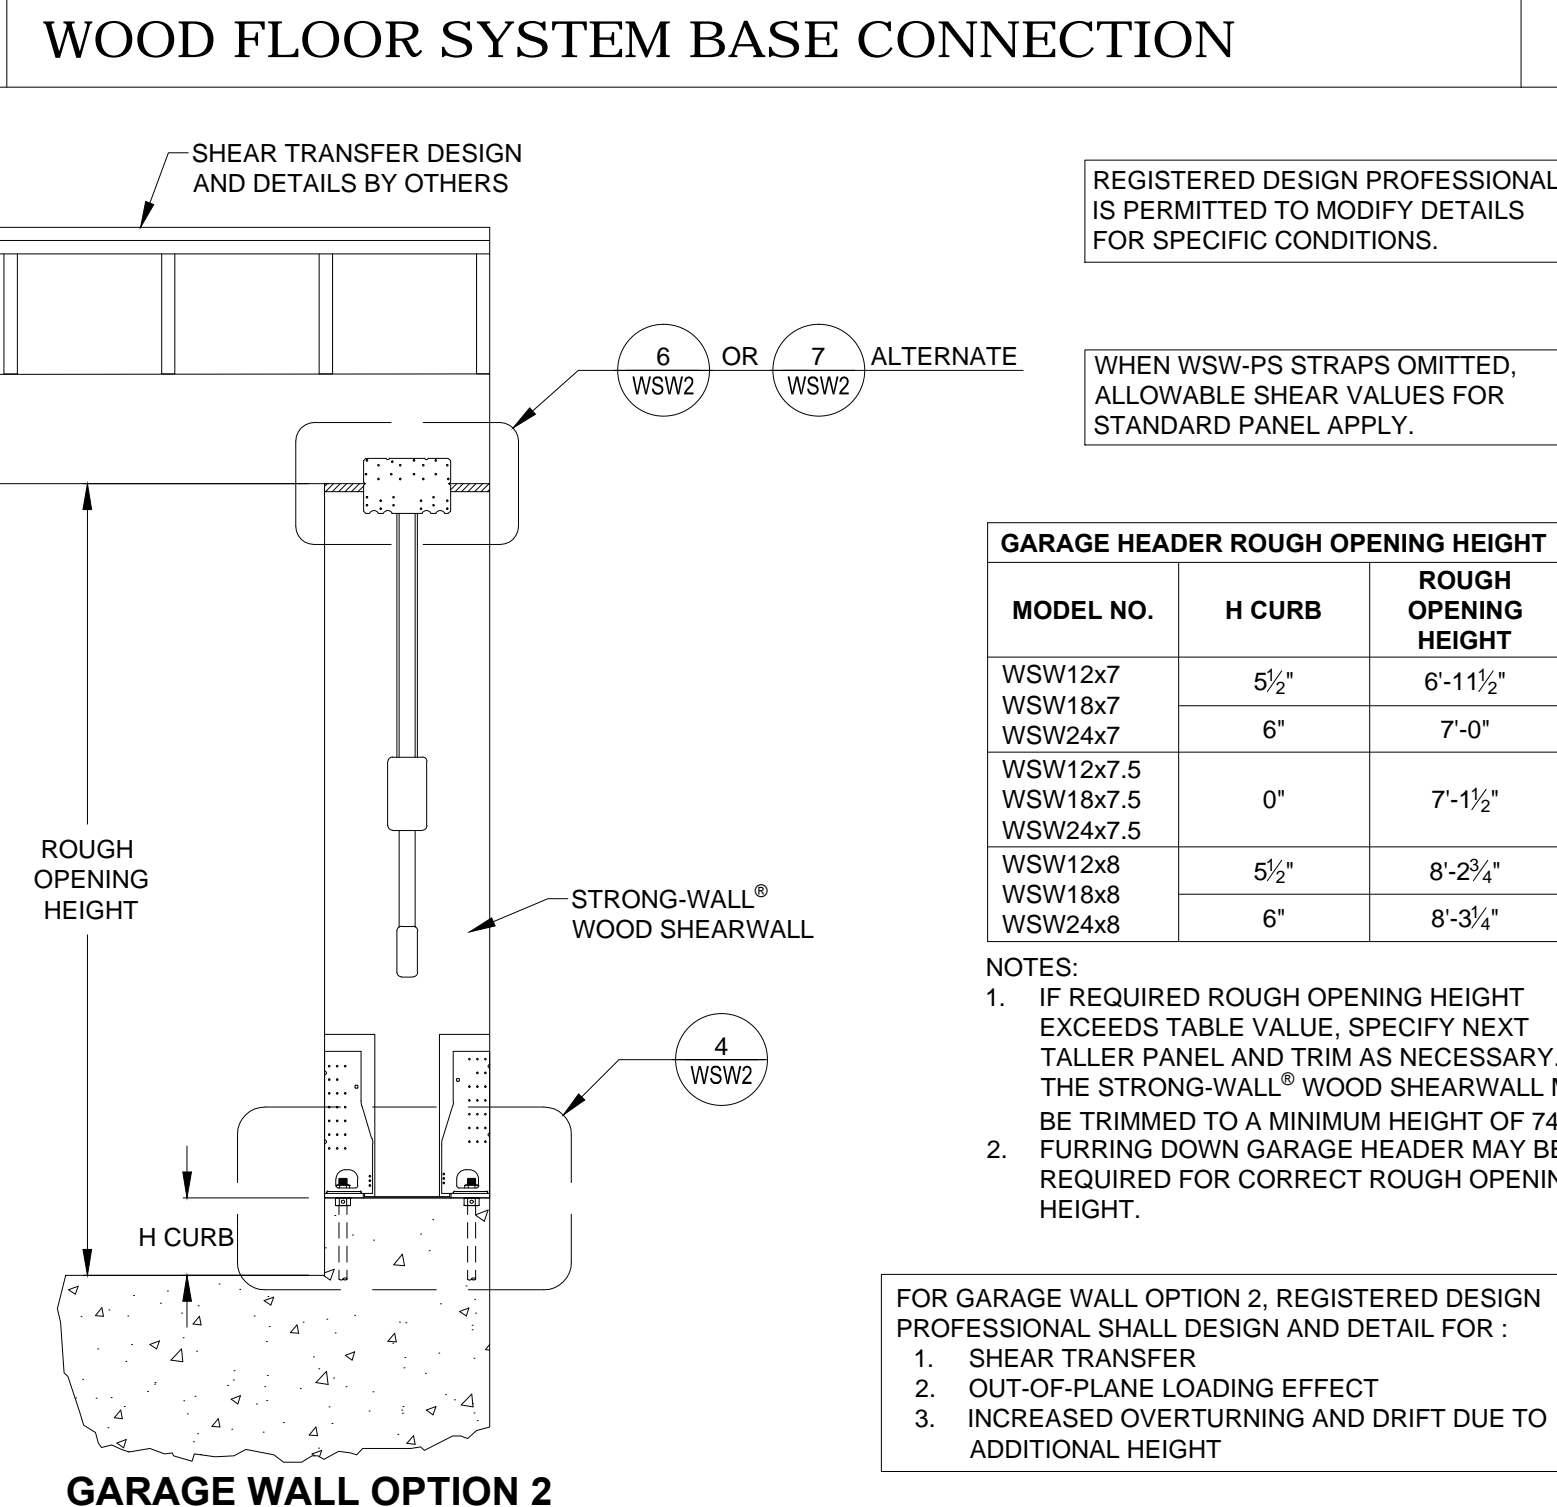 WOOD FLOOR SYSTEM BASE CONNECTION
SHEAR TRANSFER DESIGN
AND DETAILS BY OTHERS
6
WSW2
OR
7
WSW2
ALTERNATE
ROUGH
OPENING
HEIGHT
STRONG-WALL®
WOOD SHEARWALL
4
WSW2
H CURB
GARAGE WALL OPTION 2
REGISTERED DESIGN PROFESSIONAL
IS PERMITTED TO MODIFY DETAILS
FOR SPECIFIC CONDITIONS.
WHEN WSW-PS STRAPS OMITTED,
ALLOWABLE SHEAR VALUES FOR
STANDARD PANEL APPLY.
GARAGE HEADER ROUGH OPENING HEIGHT
MODEL NO. H CURB ROUGH OPENING HEIGHT
WSW12x7
WSW18x7
WSW24x7
5½" 6'-11½"
6" 7'-0"
WSW12x7.5
WSW18x7.5
WSW24x7.5
0" 7'-1½"
WSW12x8
WSW18x8
WSW24x8
5½" 8'-2¾"
6" 8'-3¼"
NOTES:
1. IF REQUIRED ROUGH OPENING HEIGHT
EXCEEDS TABLE VALUE, SPECIFY NEXT
TALLER PANEL AND TRIM AS NECESSARY.
THE STRONG-WALL® WOOD SHEARWALL
BE TRIMMED TO A MINIMUM HEIGHT OF 74
2. FURRING DOWN GARAGE HEADER MAY BE
REQUIRED FOR CORRECT ROUGH
HEIGHT.
FOR GARAGE WALL OPTION 2, REGISTERED DESIGN
PROFESSIONAL SHALL DESIGN AND DETAIL FOR :
1. SHEAR TRANSFER
2. OUT-OF-PLANE LOADING EFFECT
3. INCREASED OVERTURNING AND DRIFT DUE TO
ADDITIONAL HEIGHT